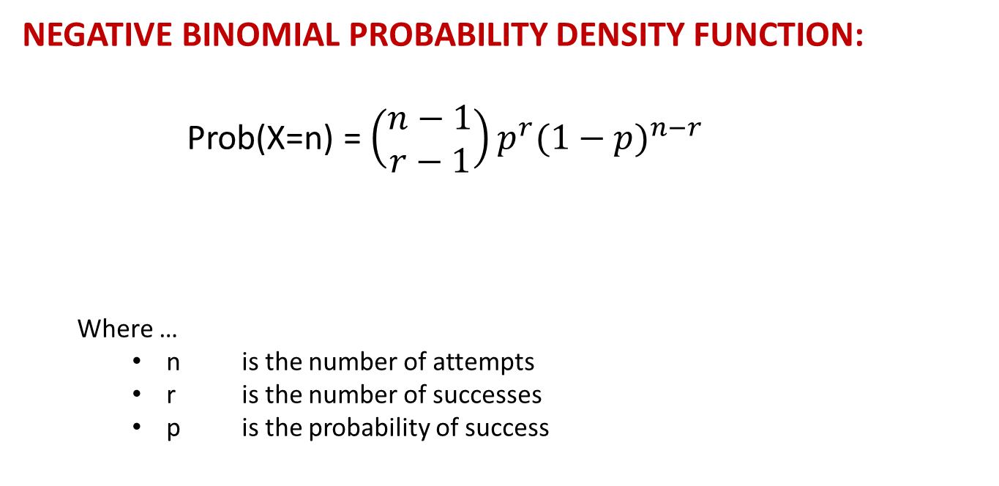 NEGATIVE BINOMIAL PROBABILITY DENSITY FUNCTION:
Prob(X=n) = \binom{n-1}{r-1} p^r (1-p)^{n-r}
Where ...
• n is the number of attempts
• r is the number of successes
• p is the probability of success